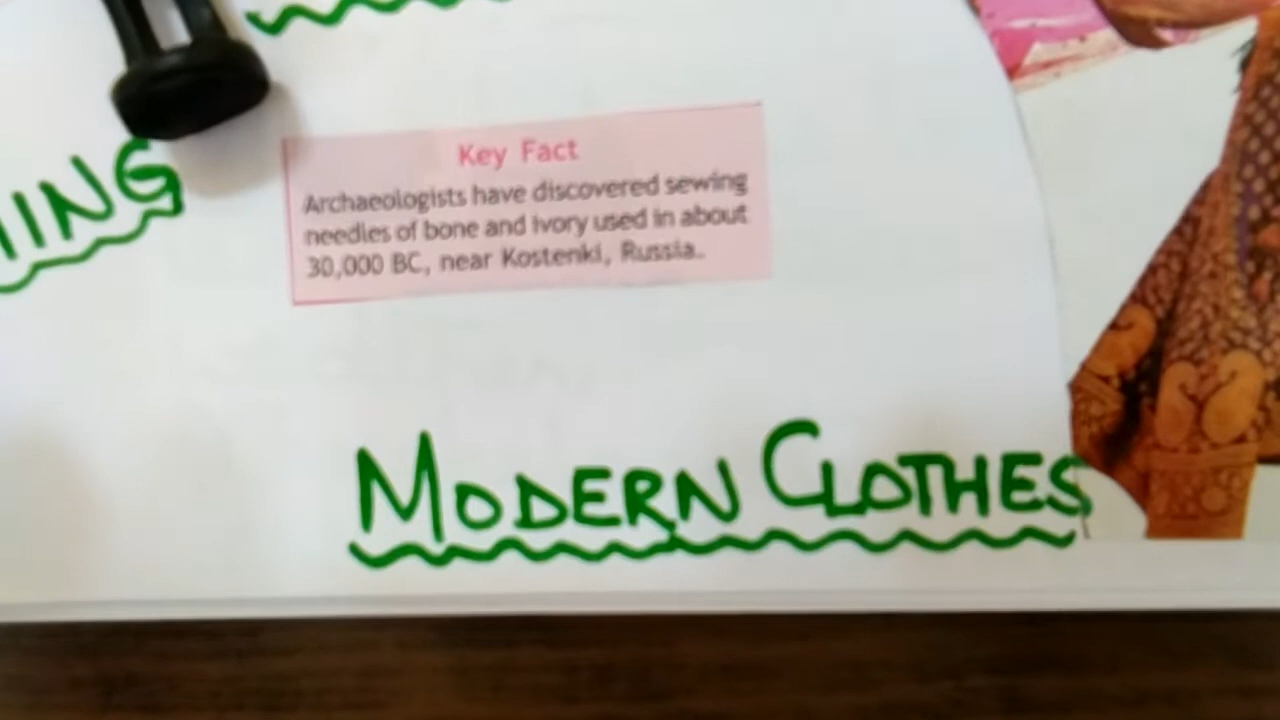 Key Fact
Archaeologists have discovered sewing
needles of bone and ivory used in about
30,000 BC, near Kostenki, Russia.
MODERN CLOTHES